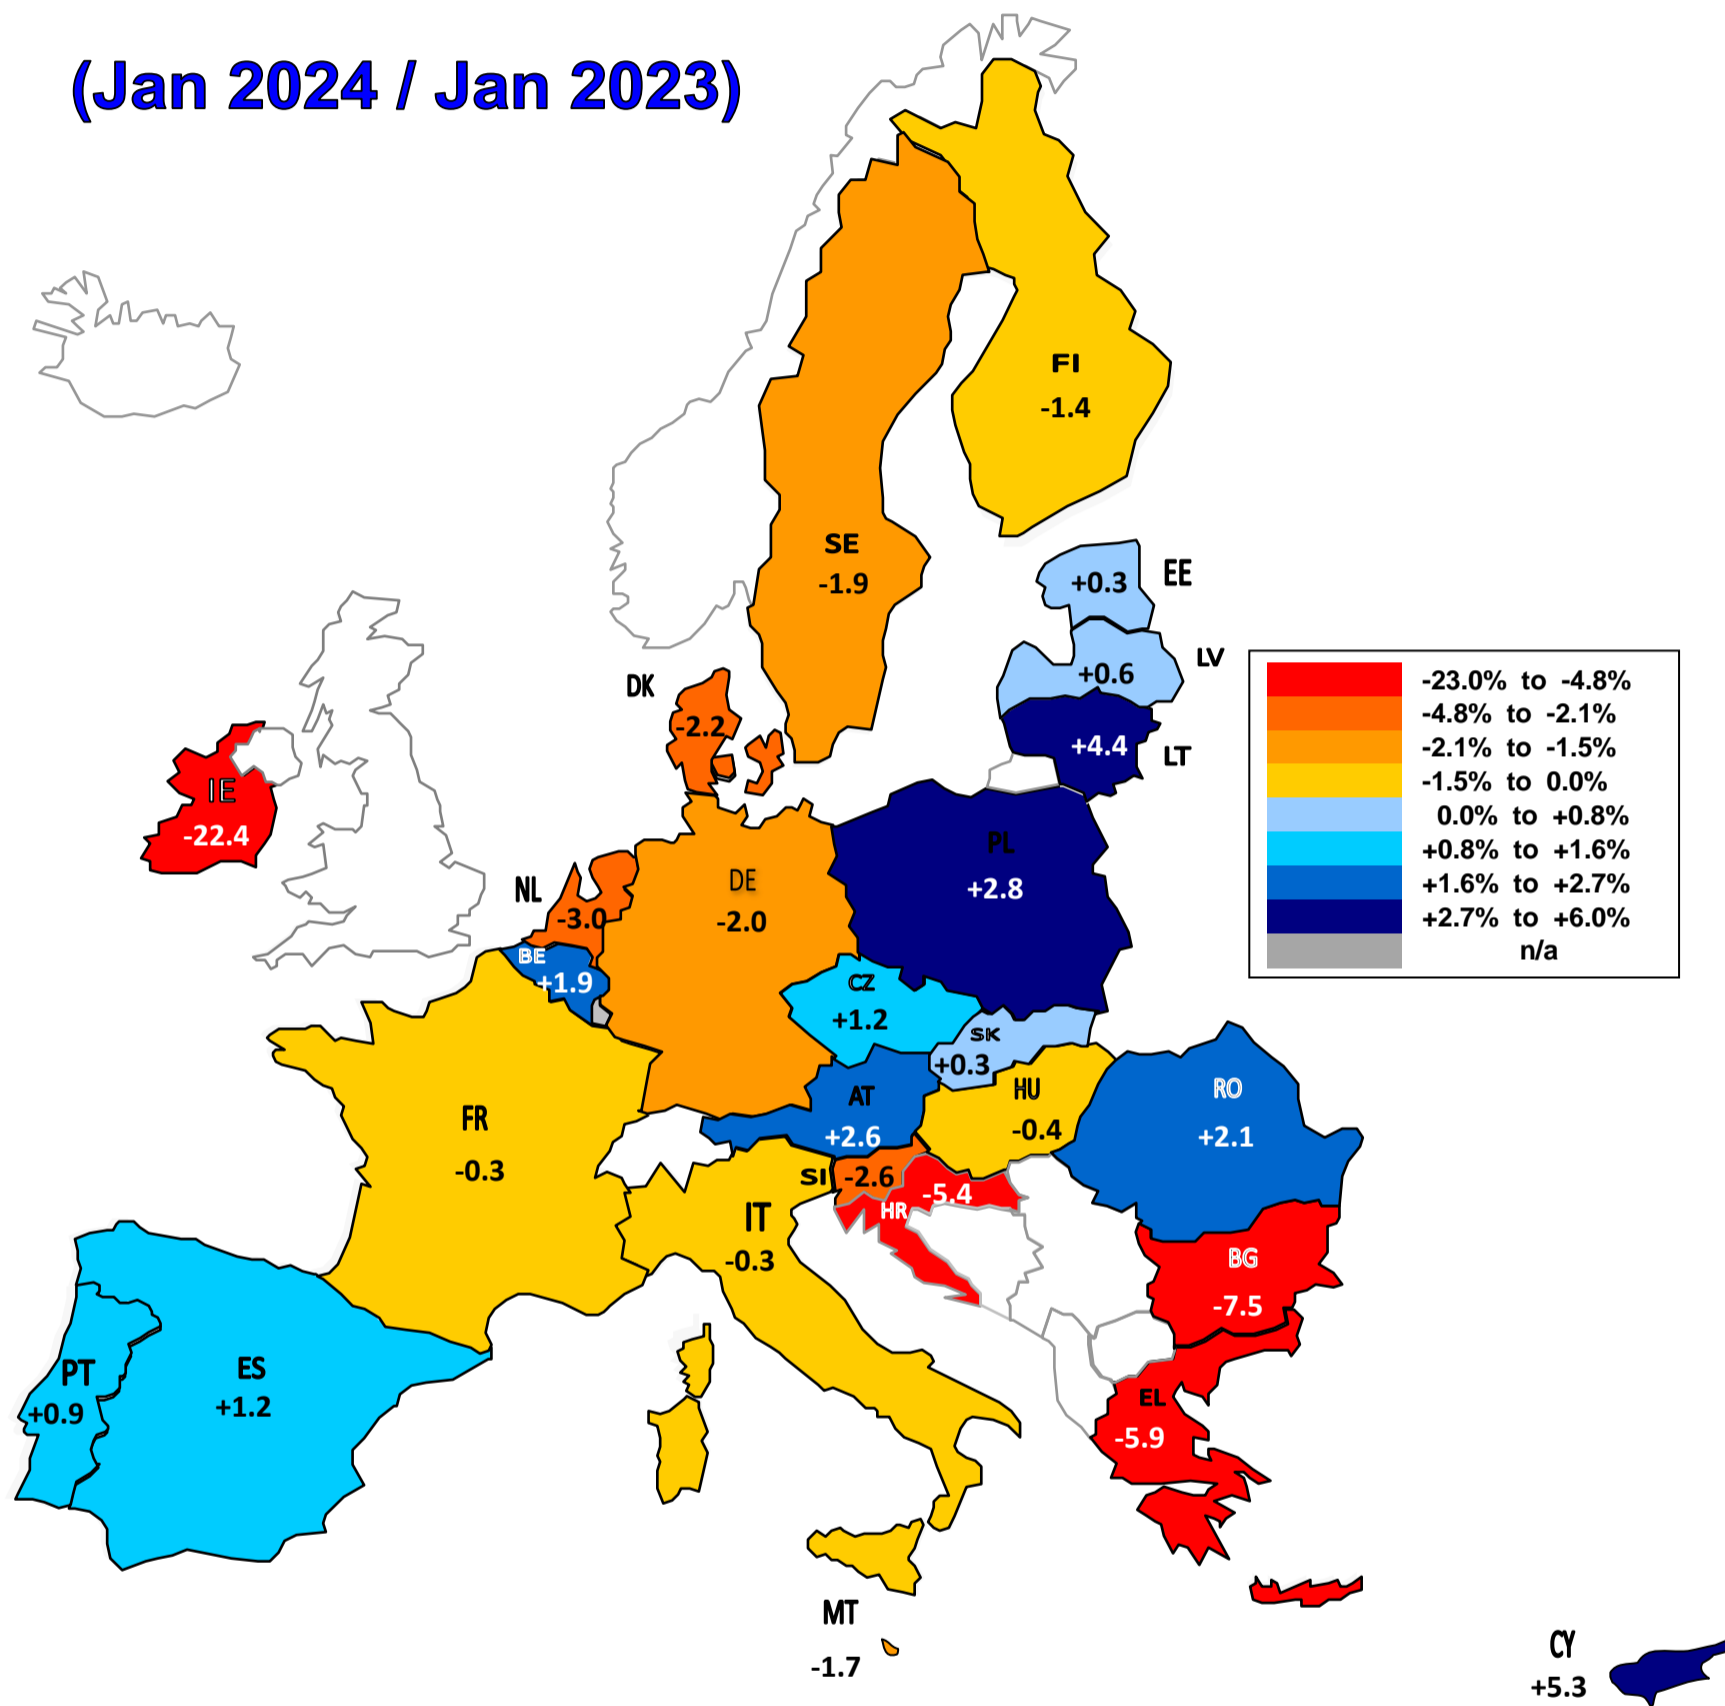 (Jan 2024 / Jan 2023)
FI
-1.4
SE
-1.9
EE
+0.3
LV
+0.6
LT
+4.4
DK
-2.2
IE
-22.4
NL
-3.0
DE
-2.0
PL
+2.8
BE
+1.9
CZ
+1.2
SK
+0.3
AT
+2.6
HU
-0.4
RO
+2.1
FR
-0.3
SI
-2.6
HR
-5.4
IT
-0.3
BG
-7.5
PT
+0.9
ES
+1.2
EL
-5.9
MT
-1.7
CY
+5.3
-23.0% to -4.8%
-4.8% to -2.1%
-2.1% to -1.5%
-1.5% to 0.0%
0.0% to +0.8%
+0.8% to +1.6%
+1.6% to +2.7%
+2.7% to +6.0%
n/a